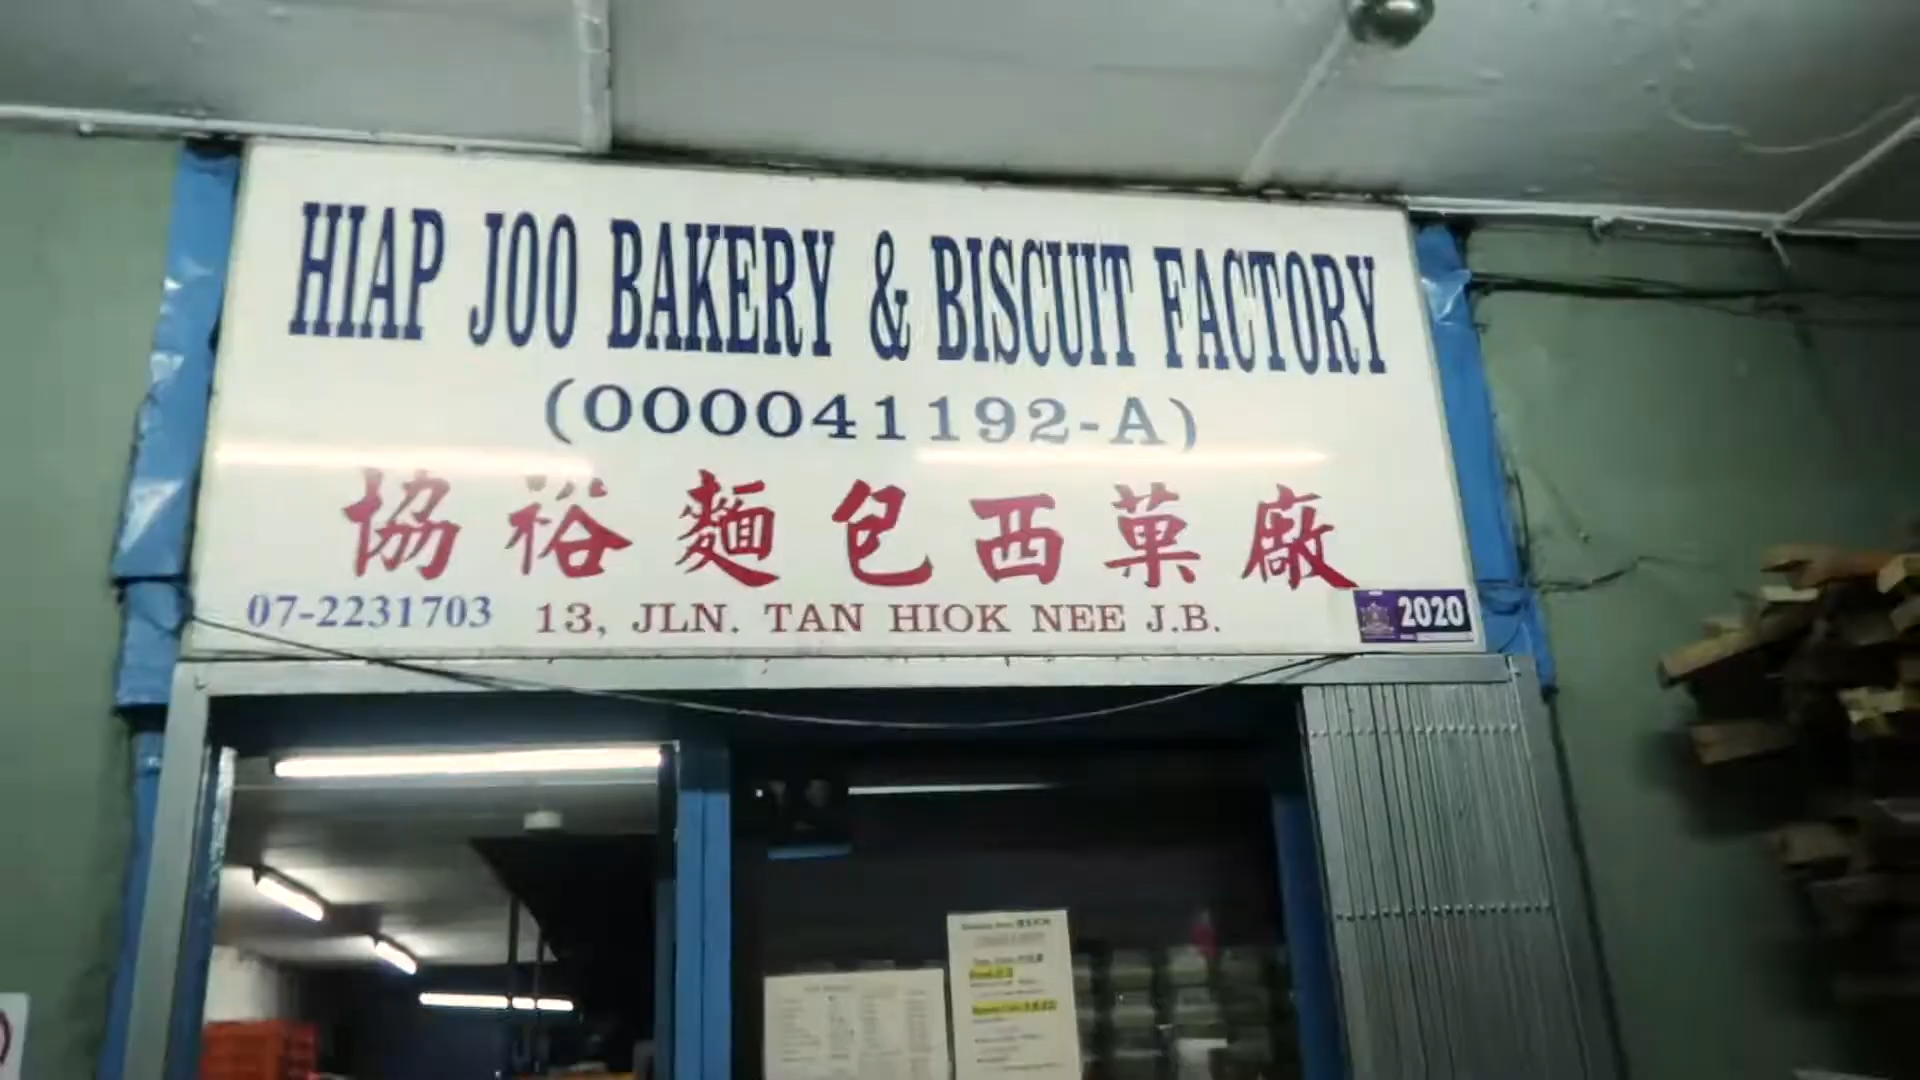 HIAP JOO BAKERY & BISCUIT FACTORY
(000041192-A)
協裕麵包西菓廠
07-2231703 13, JLN. TAN HIOK NEE J.B.
2020